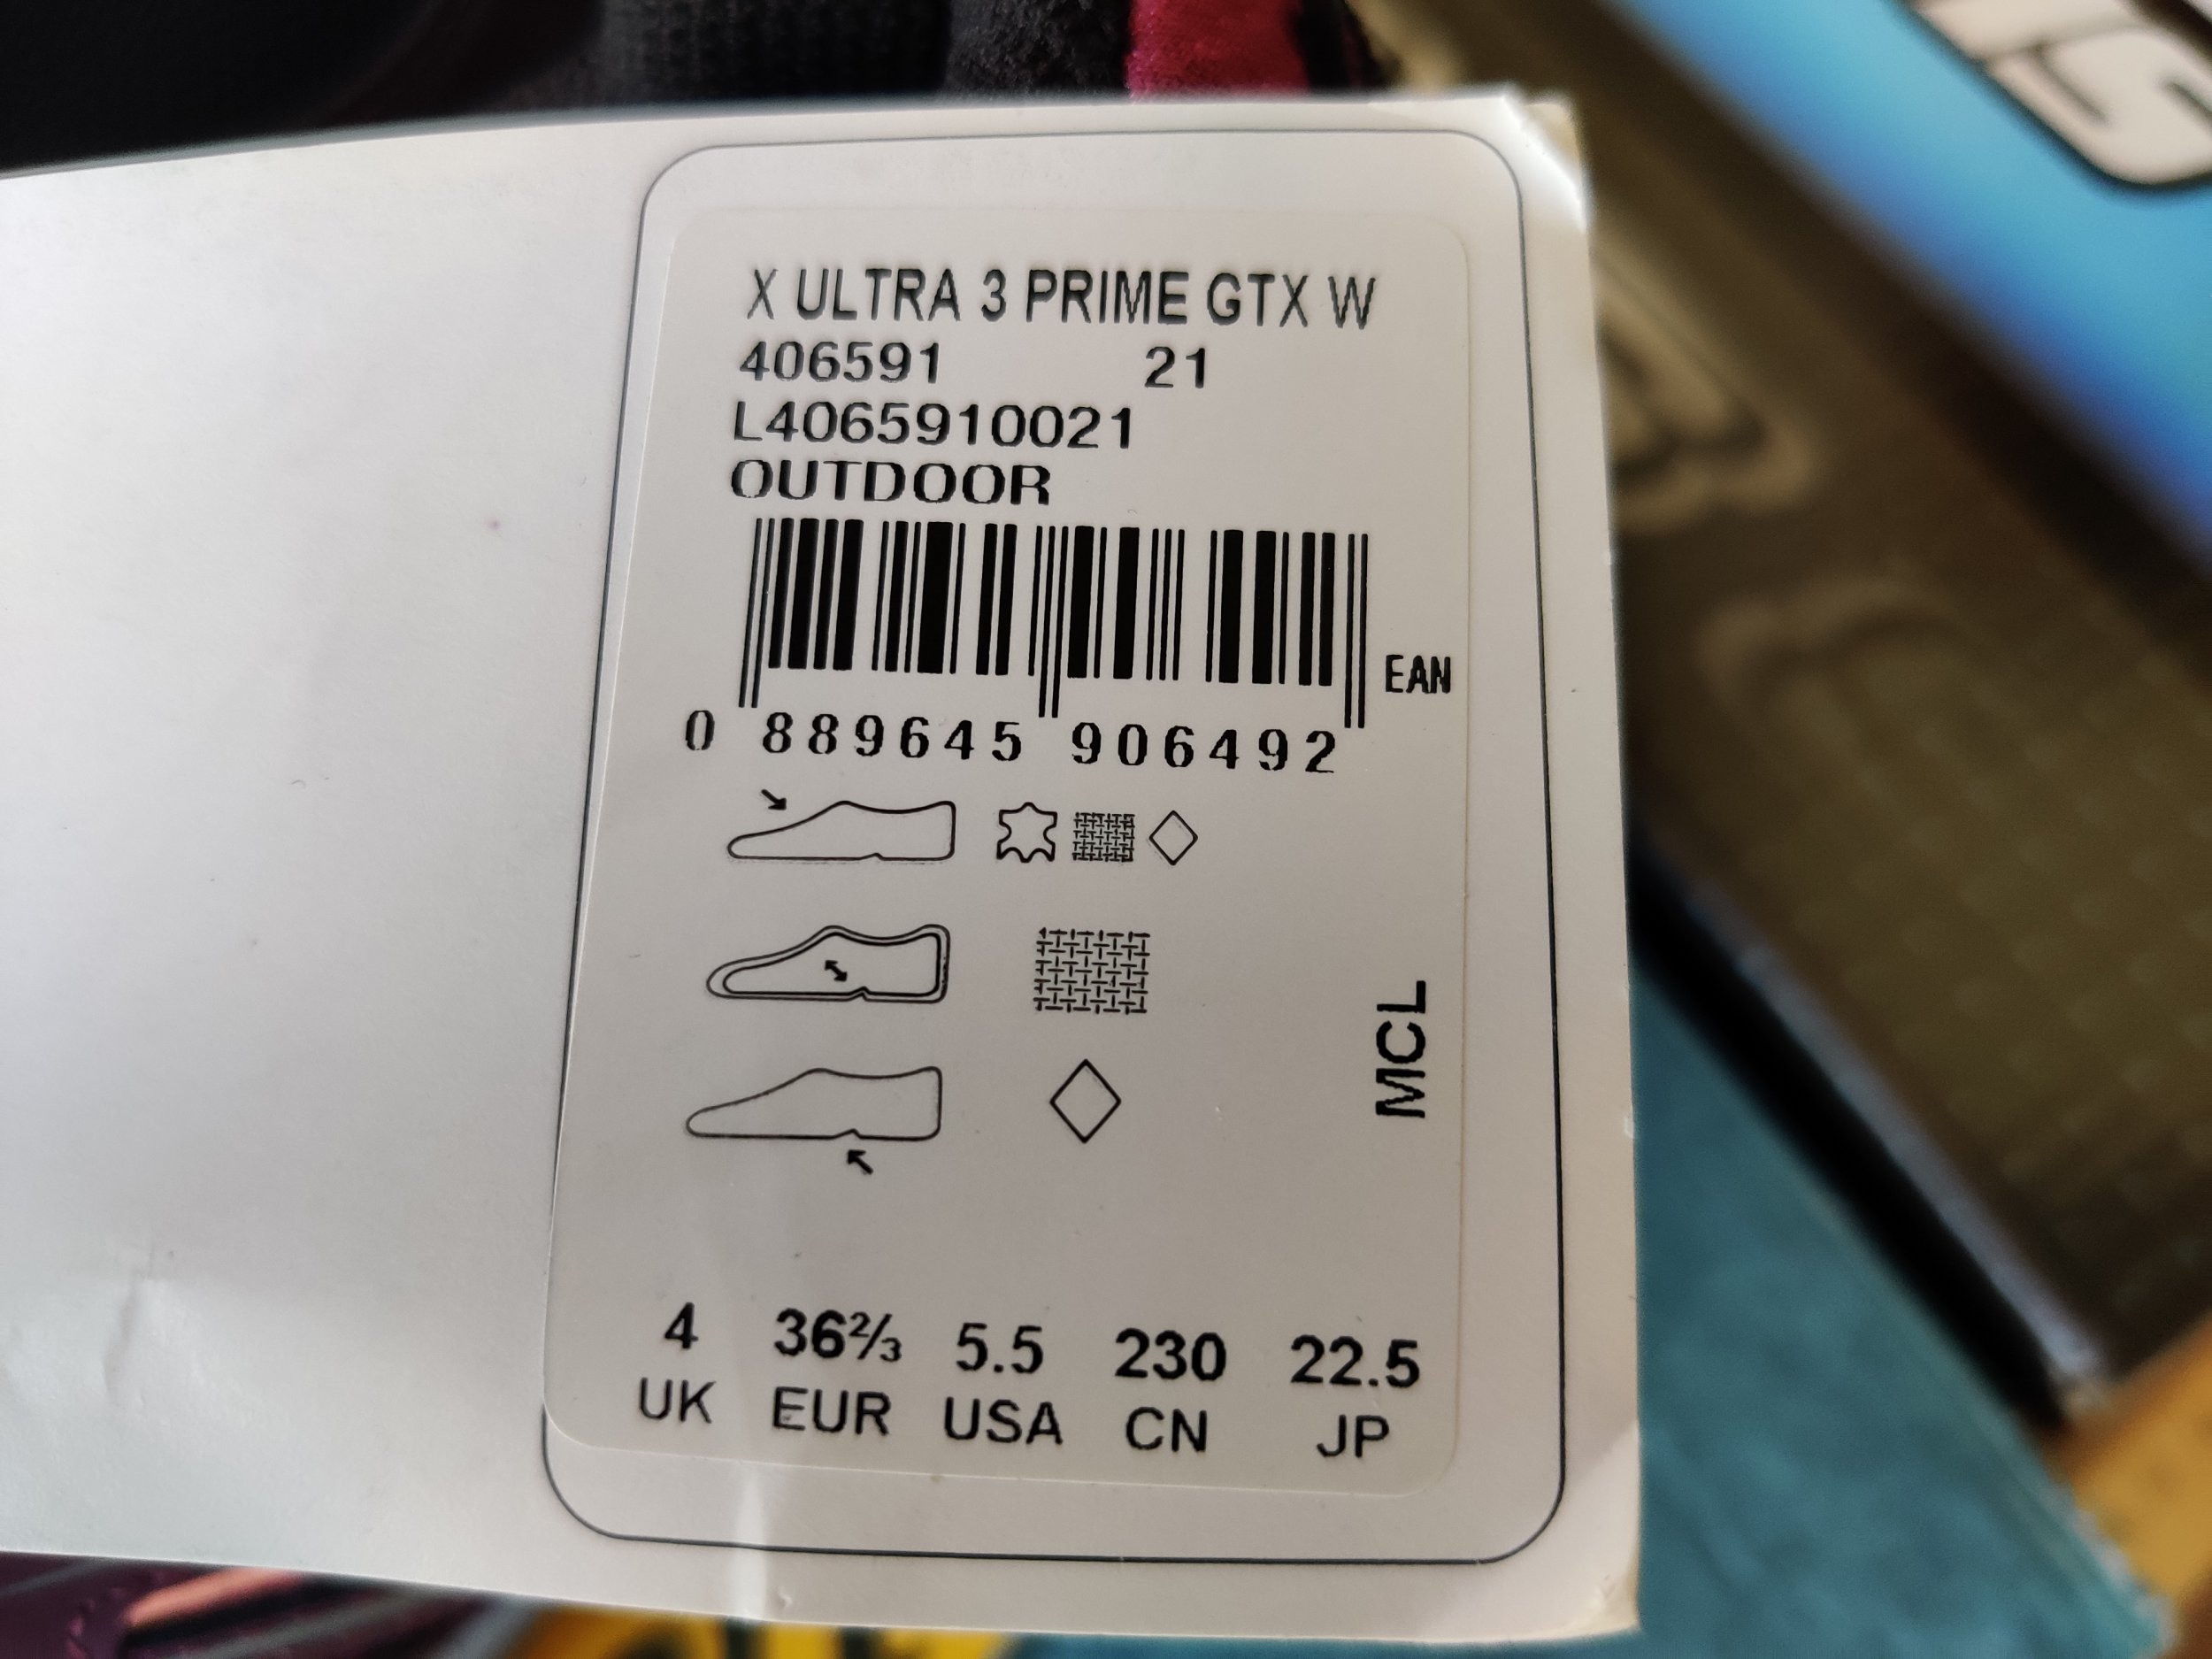 X ULTRA 3 PRIME GTX W
406591 21
L4065910021
OUTDOOR
EAN
0 889645 906492
MCL
4 36⅔ 5.5 230 22.5
UK EUR USA CN JP